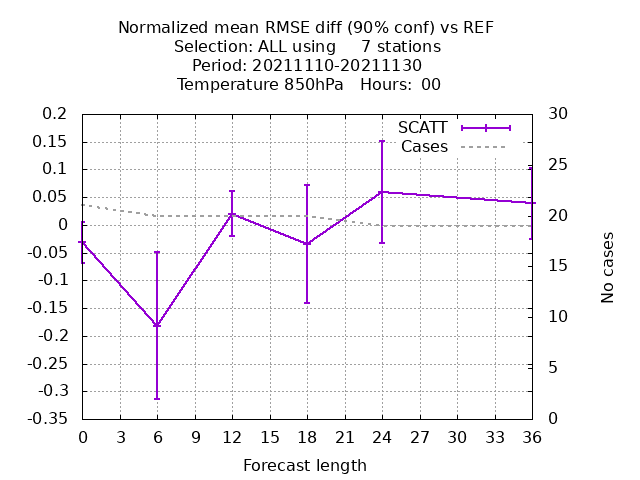 Normalized mean RMSE diff (90% conf) vs REF
Selection: ALL using     7 stations
Period: 20211110-20211130
Temperature 850hPa   Hours:  00
SCATT
Cases
0.2
0.15
0.1
0.05
0
-0.05
-0.1
-0.15
-0.2
-0.25
-0.3
-0.35
30
25
20
15
10
5
0
No cases
0 3 6 9 12 15 18 21 24 27 30 33 36
Forecast length